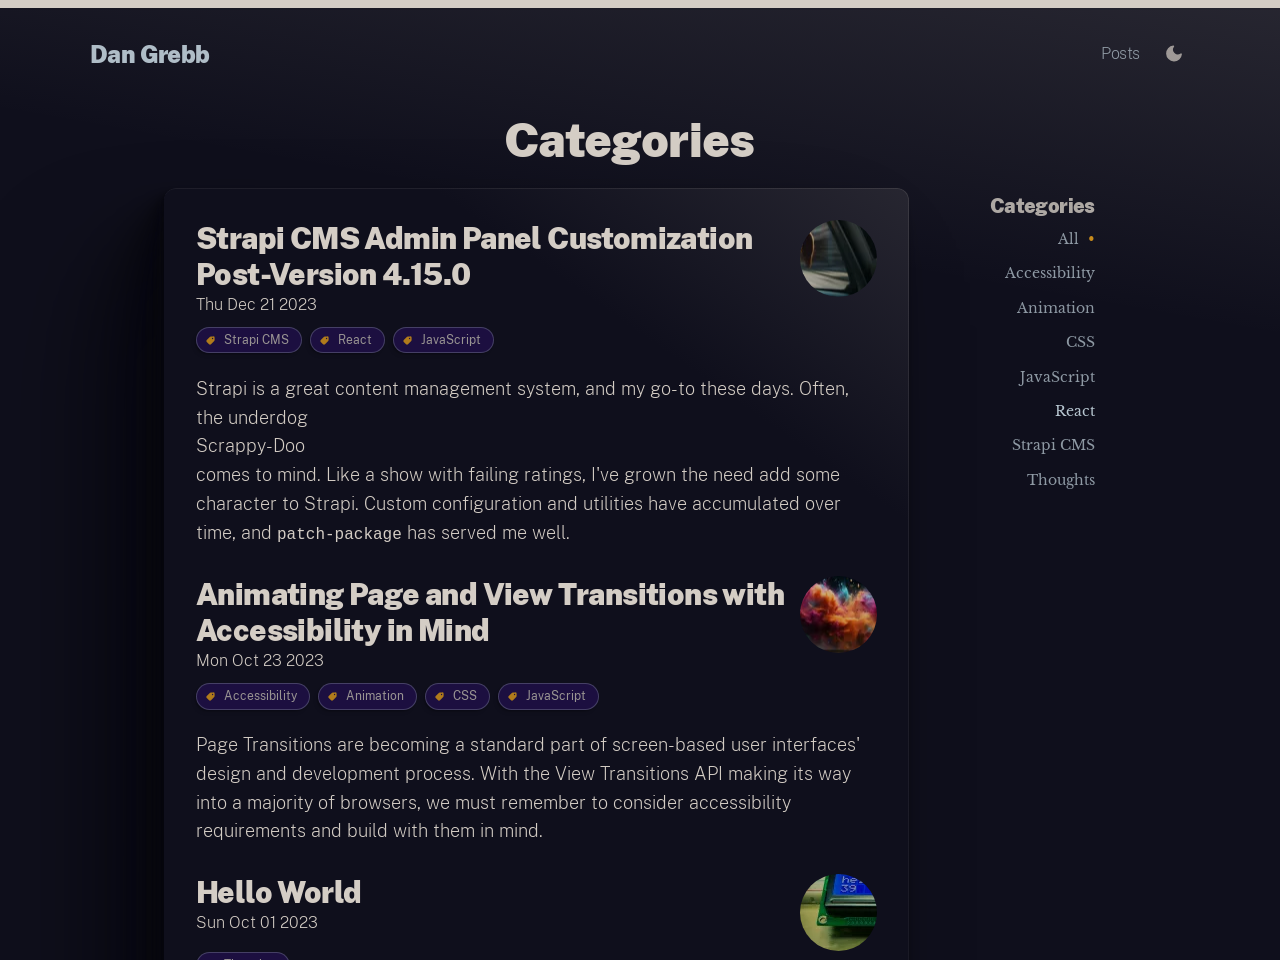 Dan Grebb
Posts
Categories
Strapi CMS Admin Panel Customization
Post-Version 4.15.0
Thu Dec 21 2023
Strapi CMS
React
JavaScript
Strapi is a great content management system, and my go-to these days. Often,
the underdog
Scrappy-Doo
comes to mind. Like a show with failing ratings, I've grown the need add some
character to Strapi. Custom configuration and utilities have accumulated over
time, and patch-package has served me well.
Animating Page and View Transitions with
Accessibility in Mind
Mon Oct 23 2023
Accessibility
Animation
CSS
JavaScript
Page Transitions are becoming a standard part of screen-based user interfaces'
design and development process. With the View Transitions API making its way
into a majority of browsers, we must remember to consider accessibility
requirements and build with them in mind.
Hello World
Sun Oct 01 2023
39
Categories
All
Accessibility
Animation
CSS
JavaScript
React
Strapi CMS
Thoughts